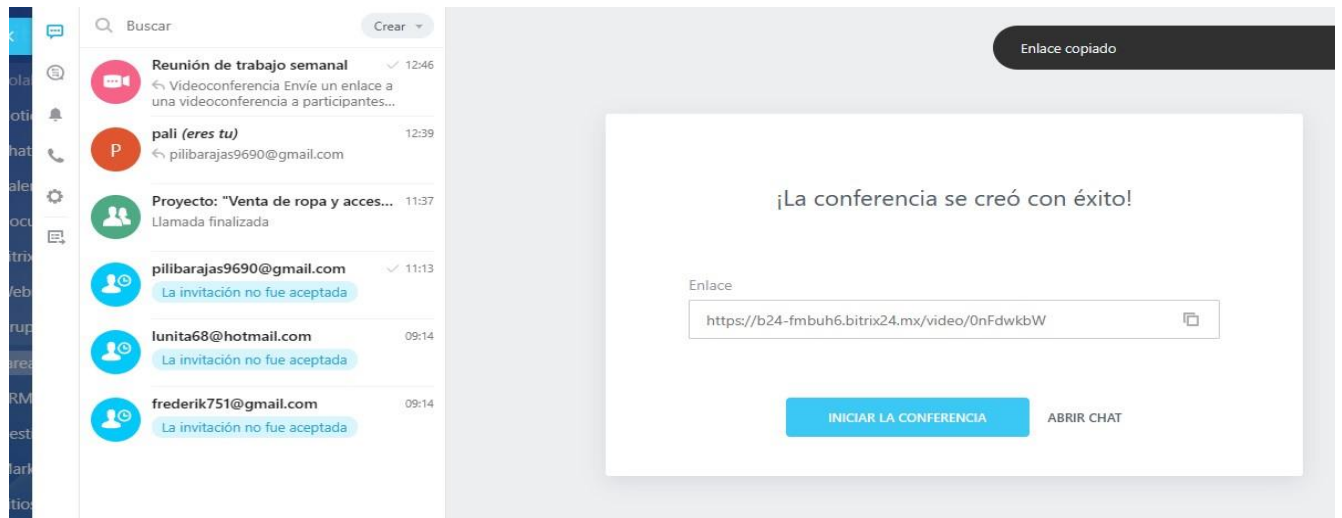 Buscar
Crear
Reunión de trabajo semanal
12:46
Videoconferencia Envíe un enlace a
una videoconferencia a participantes...
P
pali (eres tu)
12:39
pilibarajas9690@gmail.com
Proyecto: "Venta de ropa y acces...
11:37
Llamada finalizada
pilibarajas9690@gmail.com
11:13
La invitación no fue aceptada
lunita68@hotmail.com
09:14
La invitación no fue aceptada
frederik751@gmail.com
09:14
La invitación no fue aceptada
Enlace copiado
¡La conferencia se creó con éxito!
Enlace
https://b24-fmbuh6.bitrix24.mx/video/0nFdwkbW
INICIAR LA CONFERENCIA
ABRIR CHAT